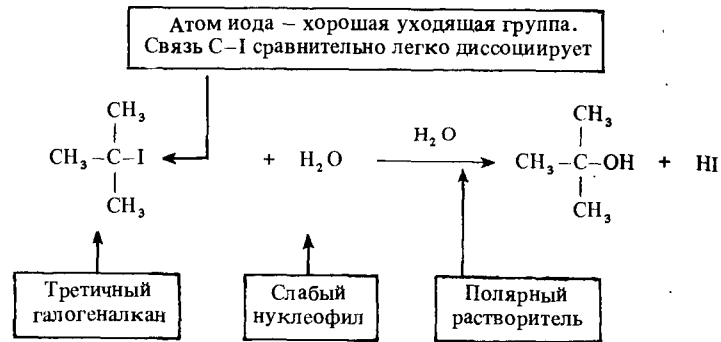 Атом иода – хорошая уходящая группа.
Связь C–I сравнительно легко диссоциирует
CH₃
CH₃–C–I
CH₃
+ H₂O
H₂O
CH₃
CH₃–C–OH + HI
CH₃
Третичный
галогеналкан
Слабый
нуклеофил
Полярный
растворитель